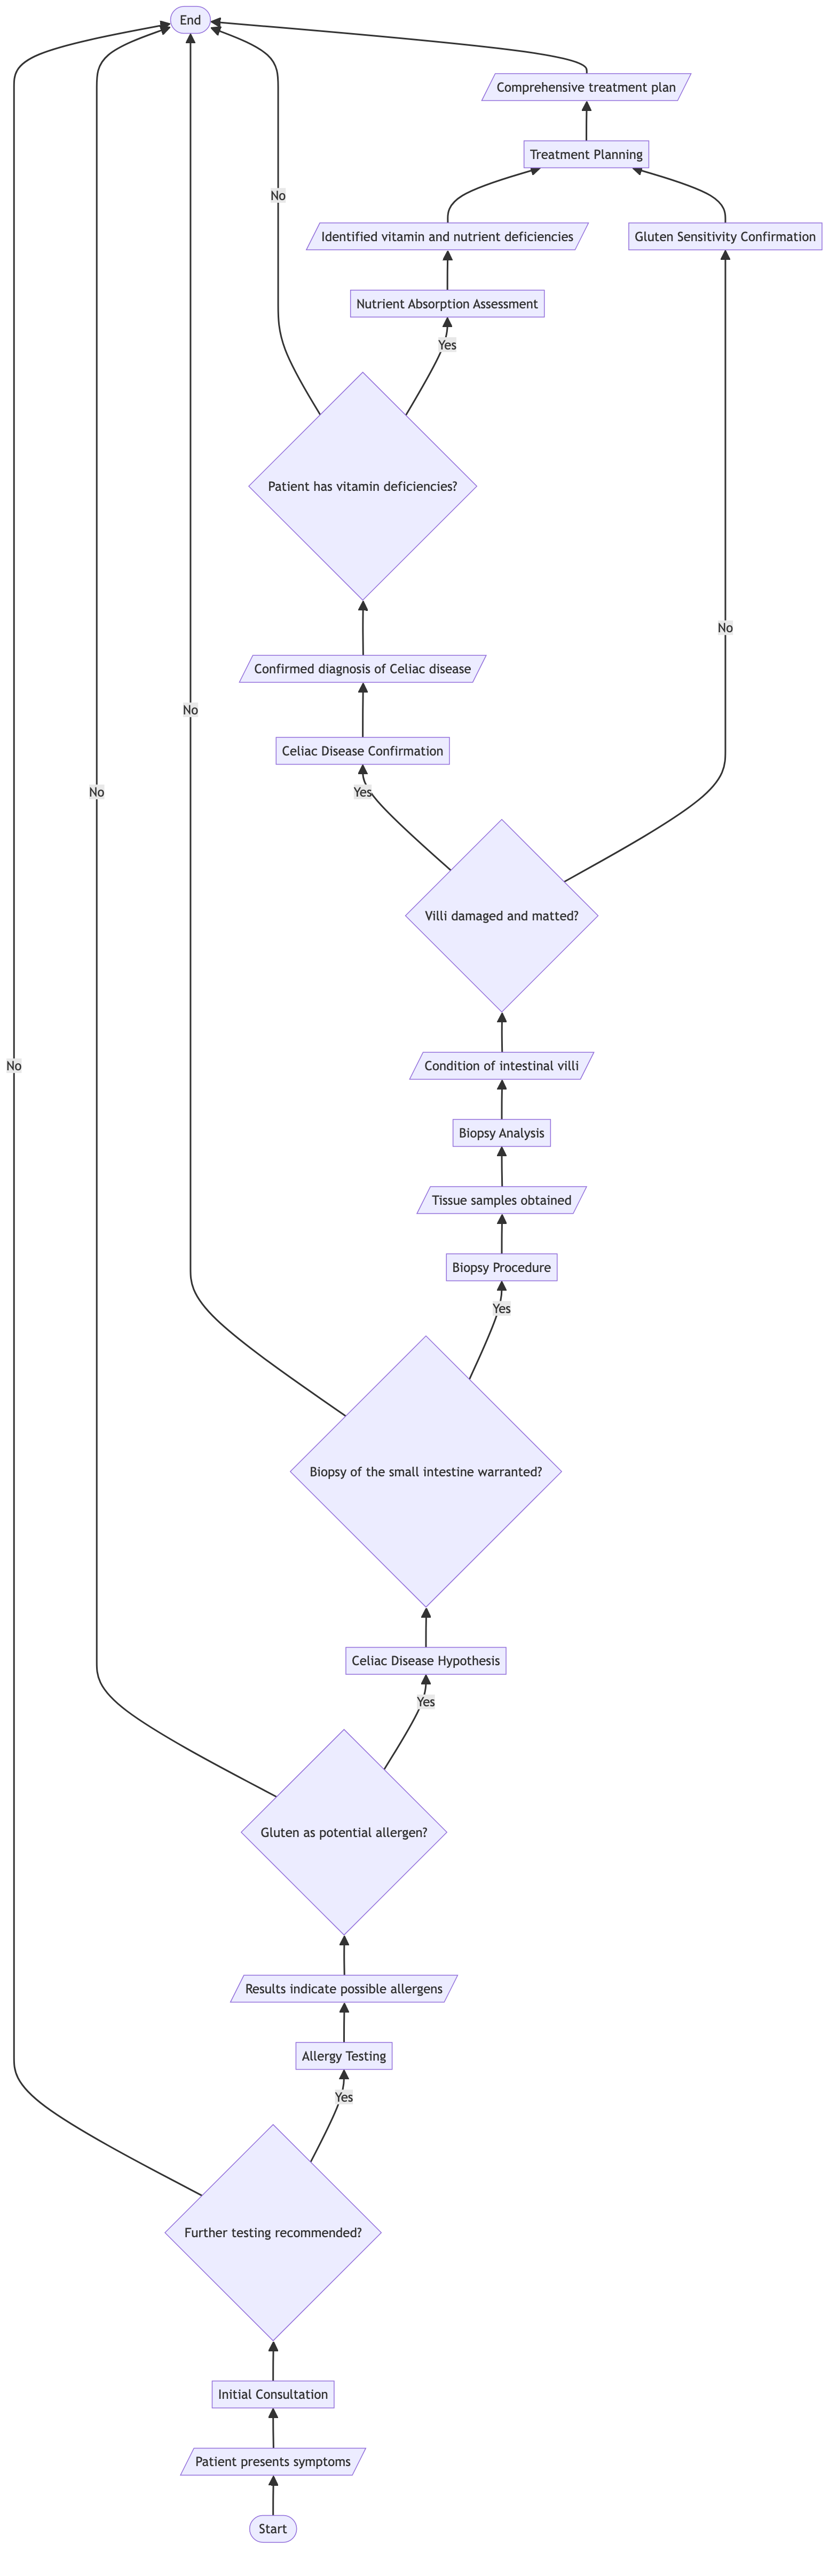 End
Comprehensive treatment plan
Treatment Planning
No
Identified vitamin and nutrient deficiencies
Gluten Sensitivity Confirmation
Nutrient Absorption Assessment
Yes
Patient has vitamin deficiencies?
No
Confirmed diagnosis of Celiac disease
No
Celiac Disease Confirmation
No
Yes
Villi damaged and matted?
Condition of intestinal villi
No
Biopsy Analysis
Tissue samples obtained
Biopsy Procedure
Yes
Biopsy of the small intestine warranted?
Celiac Disease Hypothesis
Yes
Gluten as potential allergen?
Results indicate possible allergens
Allergy Testing
Yes
Further testing recommended?
Initial Consultation
Patient presents symptoms
Start